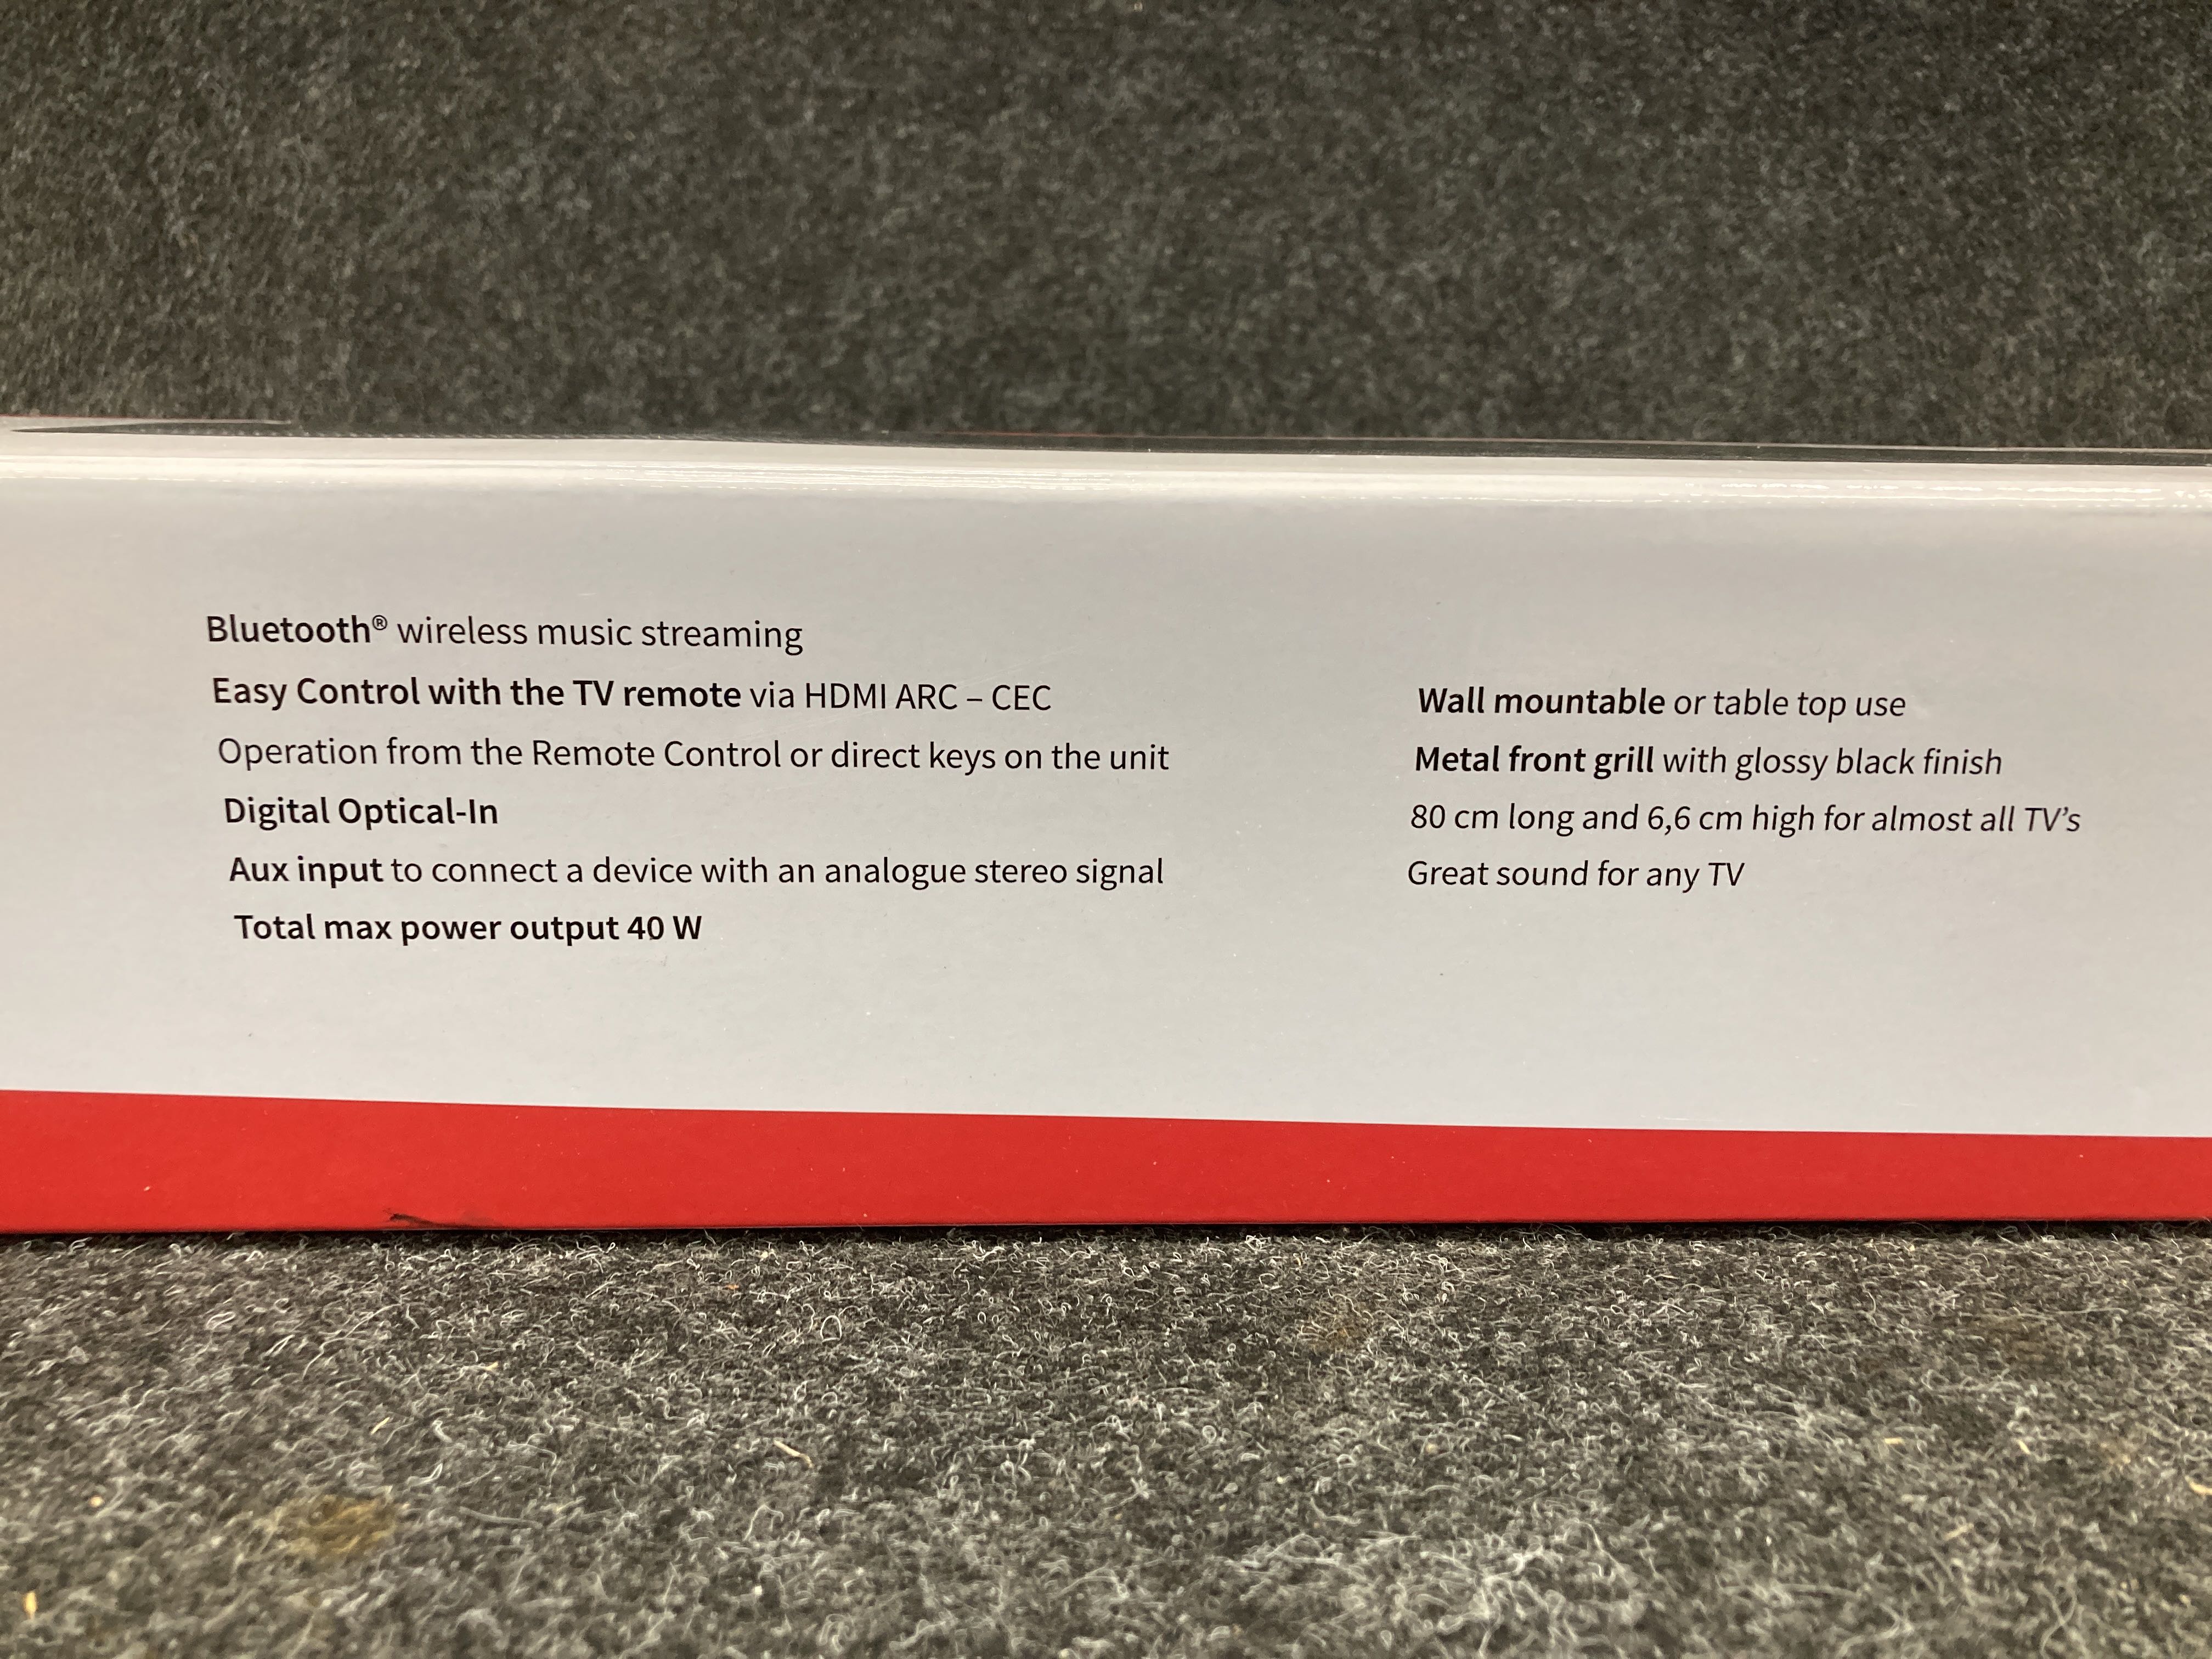 Bluetooth® wireless music streaming
Easy Control with the TV remote via HDMI ARC – CEC
Operation from the Remote Control or direct keys on the unit
Digital Optical-In
Aux input to connect a device with an analogue stereo signal
Total max power output 40 W
Wall mountable or table top use
Metal front grill with glossy black finish
80 cm long and 6,6 cm high for almost all TV’s
Great sound for any TV